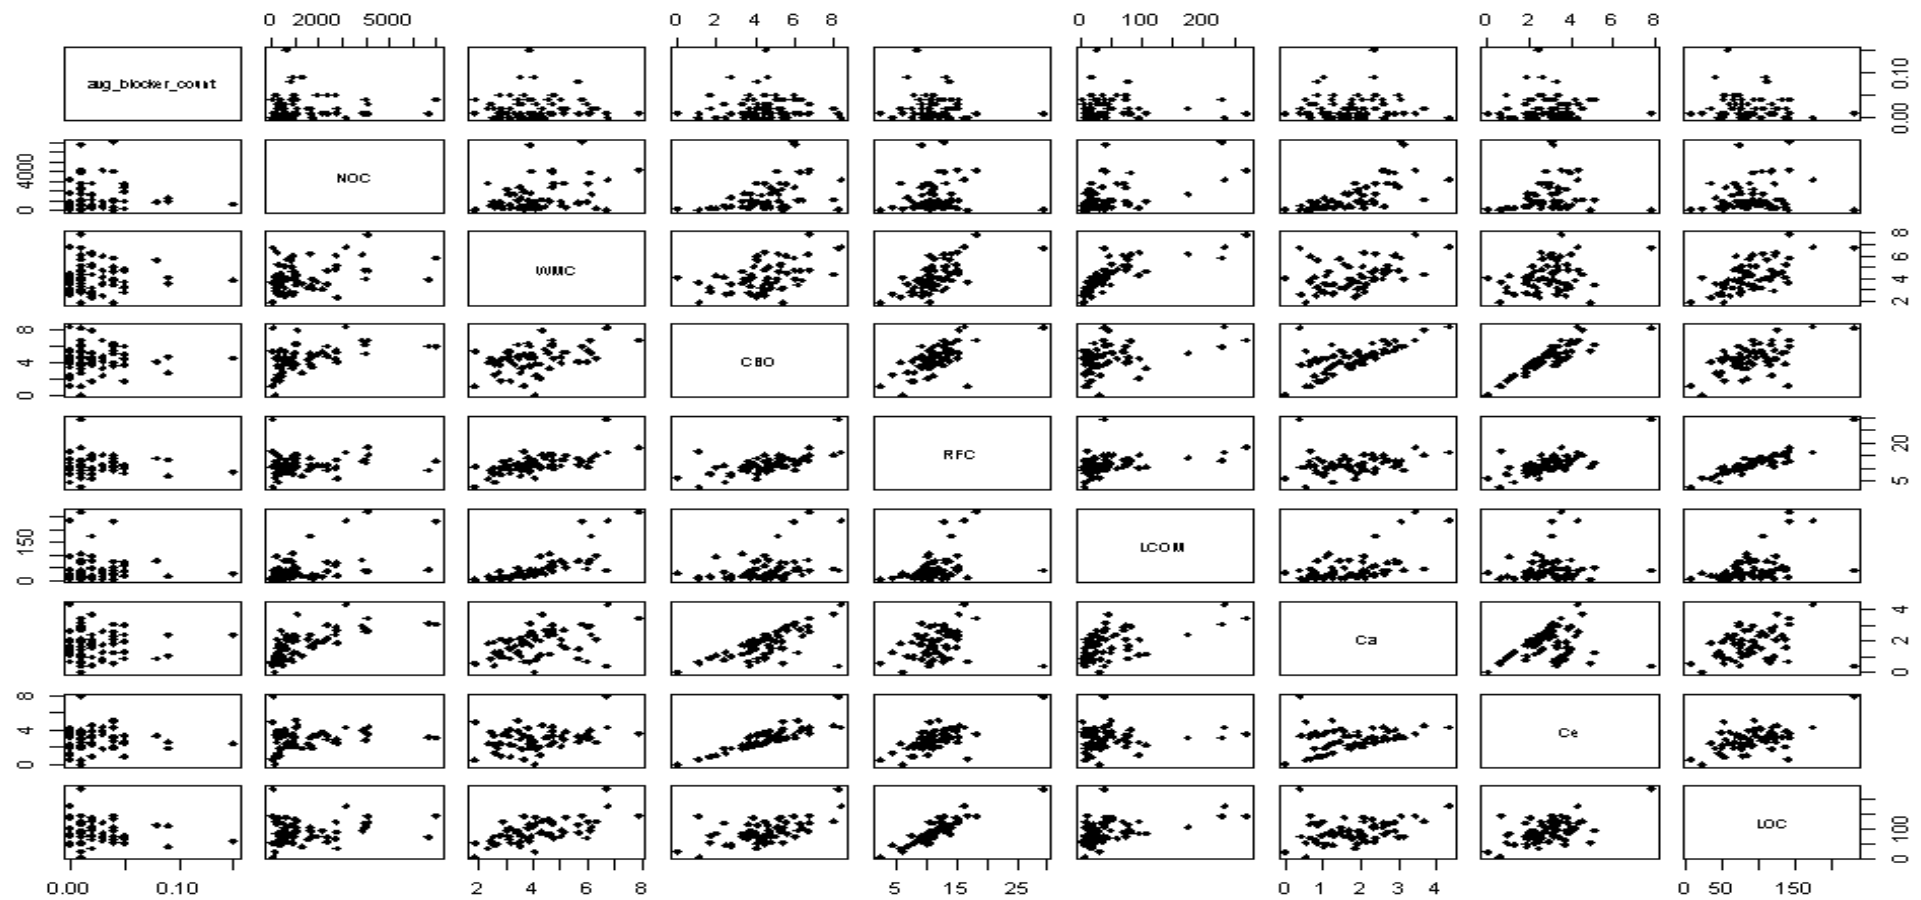 0 2000 5000 0 2 4 6 8 0 100 200 0 2 4 6 8
aug_blocker_count 0.00 0.10
0 4000 NOC
WMC 2 4 6 8
0 4 8 CBO
RFC 5 20
0 150 LCOM
Ca 0 2 4
0 4 8 Ce
LOC 0 100
0.00 0.10 2 4 6 8 5 15 25 0 1 2 3 4 0 50 150